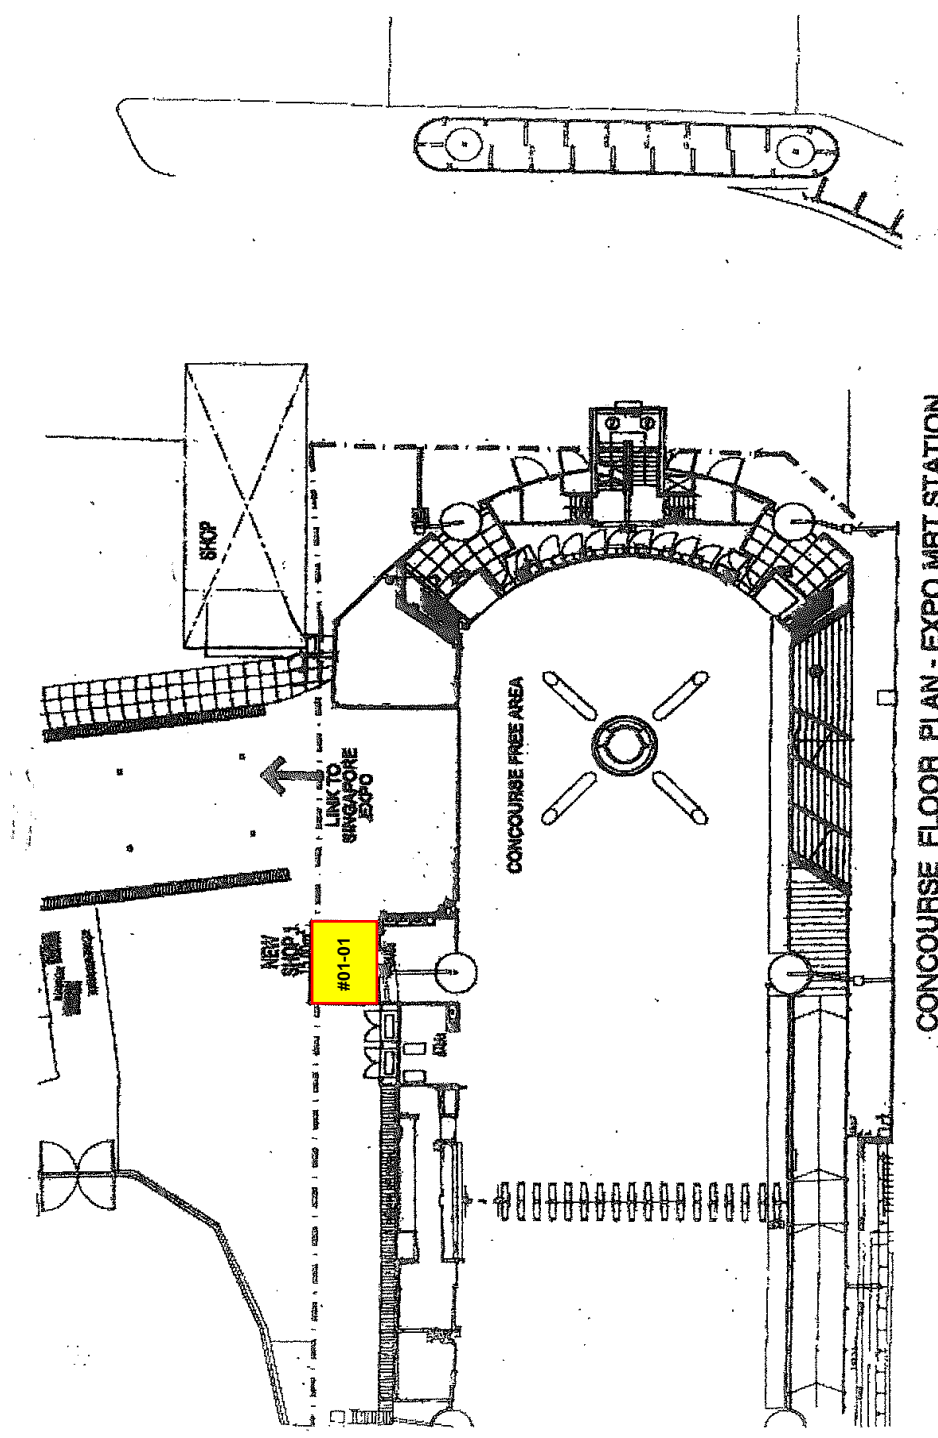 SHOP
LINK TO
SINGAPORE
EXPO
CONCOURSE FREE AREA
NEW
SHOP 1
#01-01
CONCOURSE FLOOR PLAN - EXPO MRT STATION